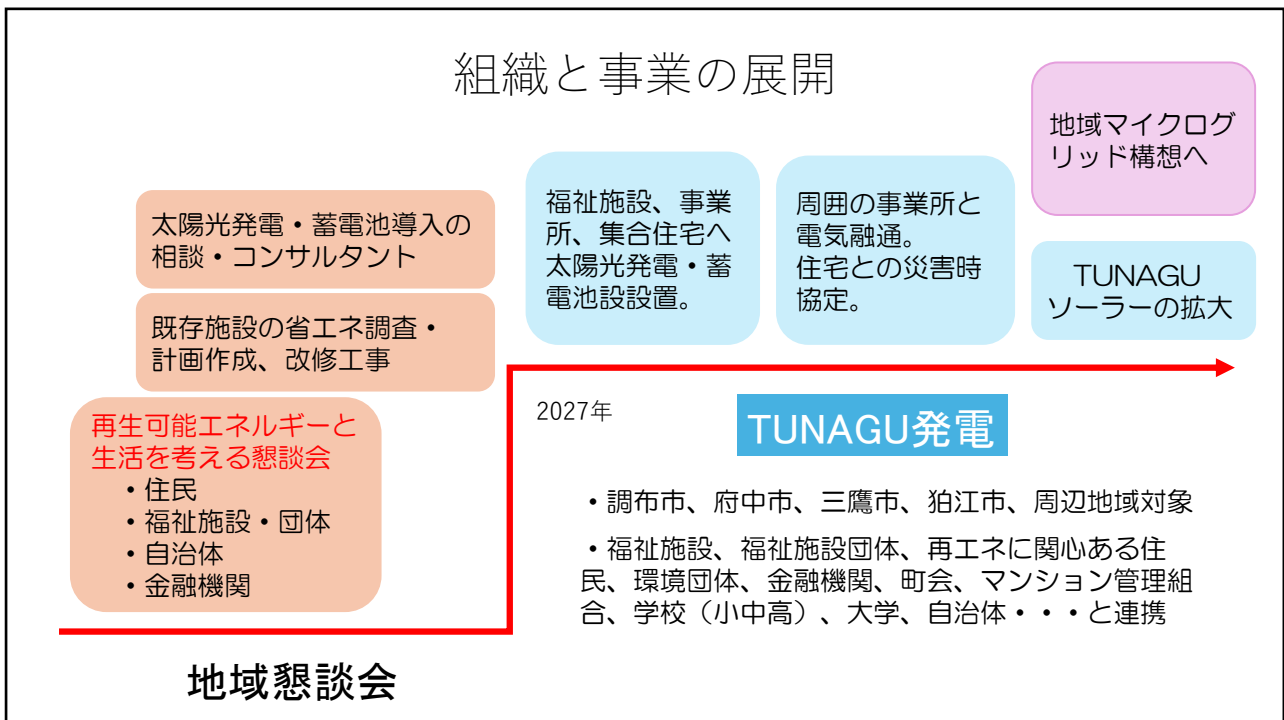 組織と事業の展開
地域マイクログ
リッド構想へ
福祉施設、事業
所、集合住宅へ
太陽光発電・蓄
電池設設置。
周囲の事業所と
電気融通。
住宅との災害時
協定。
太陽光発電・蓄電池導入の
相談・コンサルタント
TUNAGU
ソーラーの拡大
既存施設の省エネ調査・
計画作成、改修工事
再生可能エネルギーと
生活を考える懇談会
・住民
・福祉施設・団体
・自治体
・金融機関
2027年
TUNAGU発電
・調布市、府中市、三鷹市、狛江市、周辺地域対象
・福祉施設、福祉施設団体、再エネに関心ある住
民、環境団体、金融機関、町会、マンション管理組
合、学校（小中高）、大学、自治体・・・と連携
地域懇談会